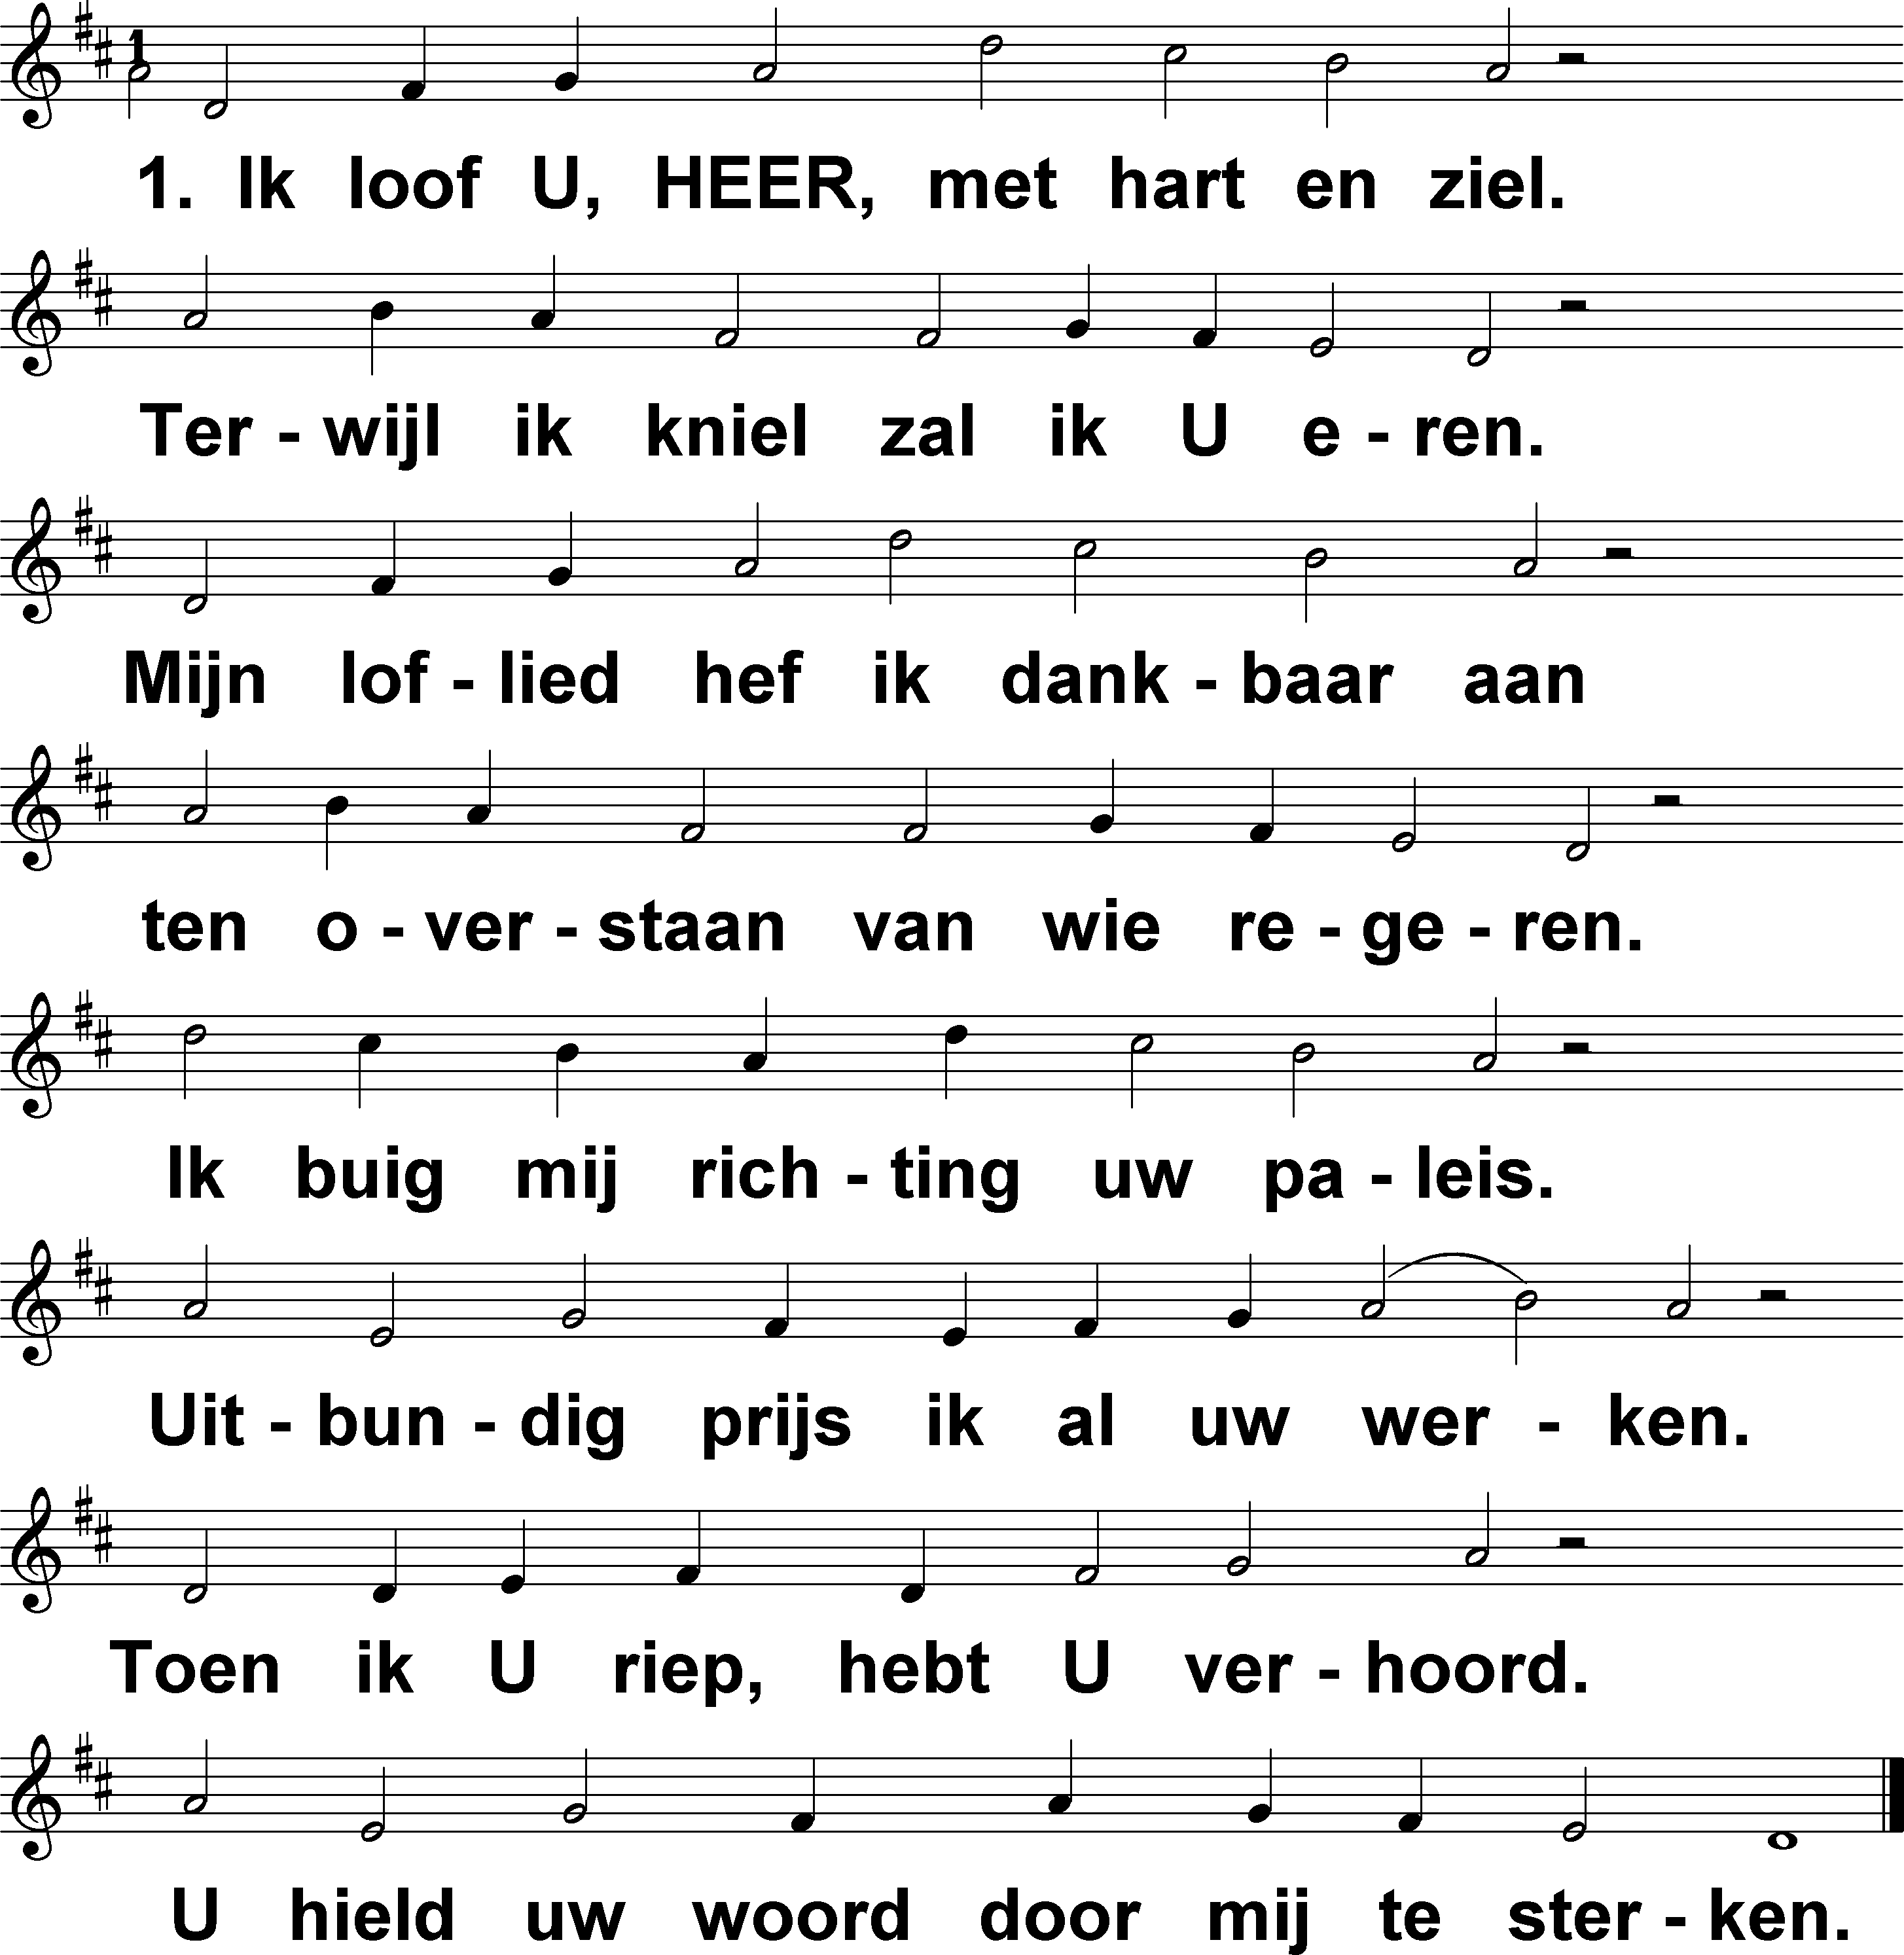 1
1. Ik loof U, HEER, met hart en ziel.
Ter - wijl ik kniel zal ik U e - ren.
Mijn lof - lied hef ik dank - baar aan
ten o - ver - staan van wie re - ge - ren.
Ik buig mij rich - ting uw pa - leis.
Uit - bun - dig prijs ik al uw wer - ken.
Toen ik U riep, hebt U ver - hoord.
U hield uw woord door mij te ster - ken.